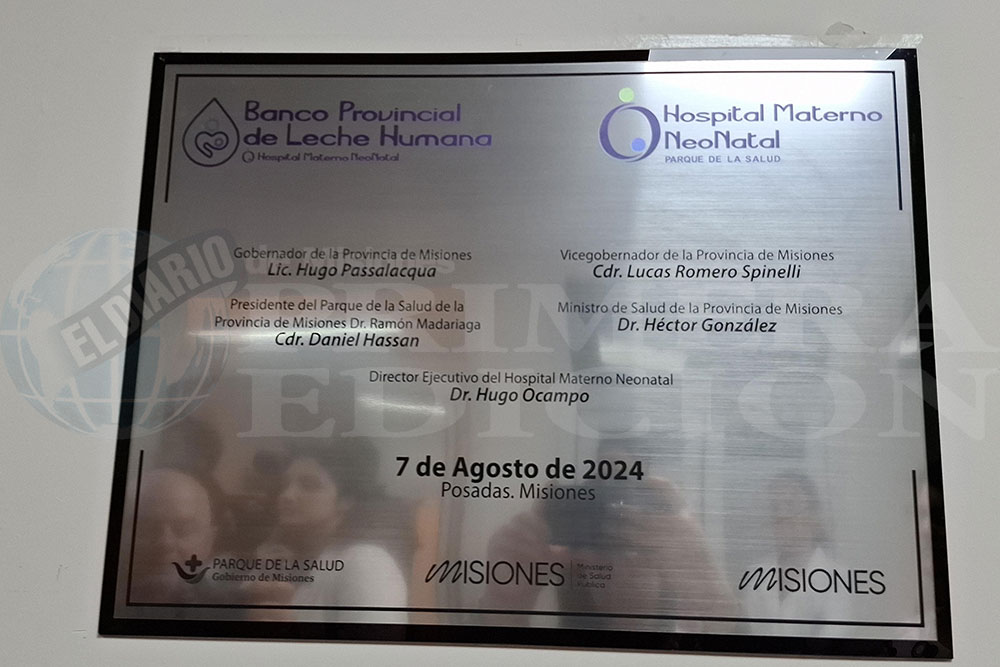 Banco Provincial
de Leche Humana
Hospital Materno NeoNatal
Hospital Materno
NeoNatal
PARQUE DE LA SALUD
Gobernador de la Provincia de Misiones
Lic. Hugo Passalacqua
Vicegobernador de la Provincia de Misiones
Cdr. Lucas Romero Spinelli
Presidente del Parque de la Salud de la
Provincia de Misiones Dr. Ramón Madariaga
Cdr. Daniel Hassan
Ministro de Salud de la Provincia de Misiones
Dr. Héctor González
Director Ejecutivo del Hospital Materno Neonatal
Dr. Hugo Ocampo
7 de Agosto de 2024
Posadas. Misiones
PARQUE DE LA SALUD
Gobierno de Misiones
MISIONES
Ministerio
de Salud
Pública
MISIONES
EL DIARIO de Misiones
PRIMERA
EDICIÓN